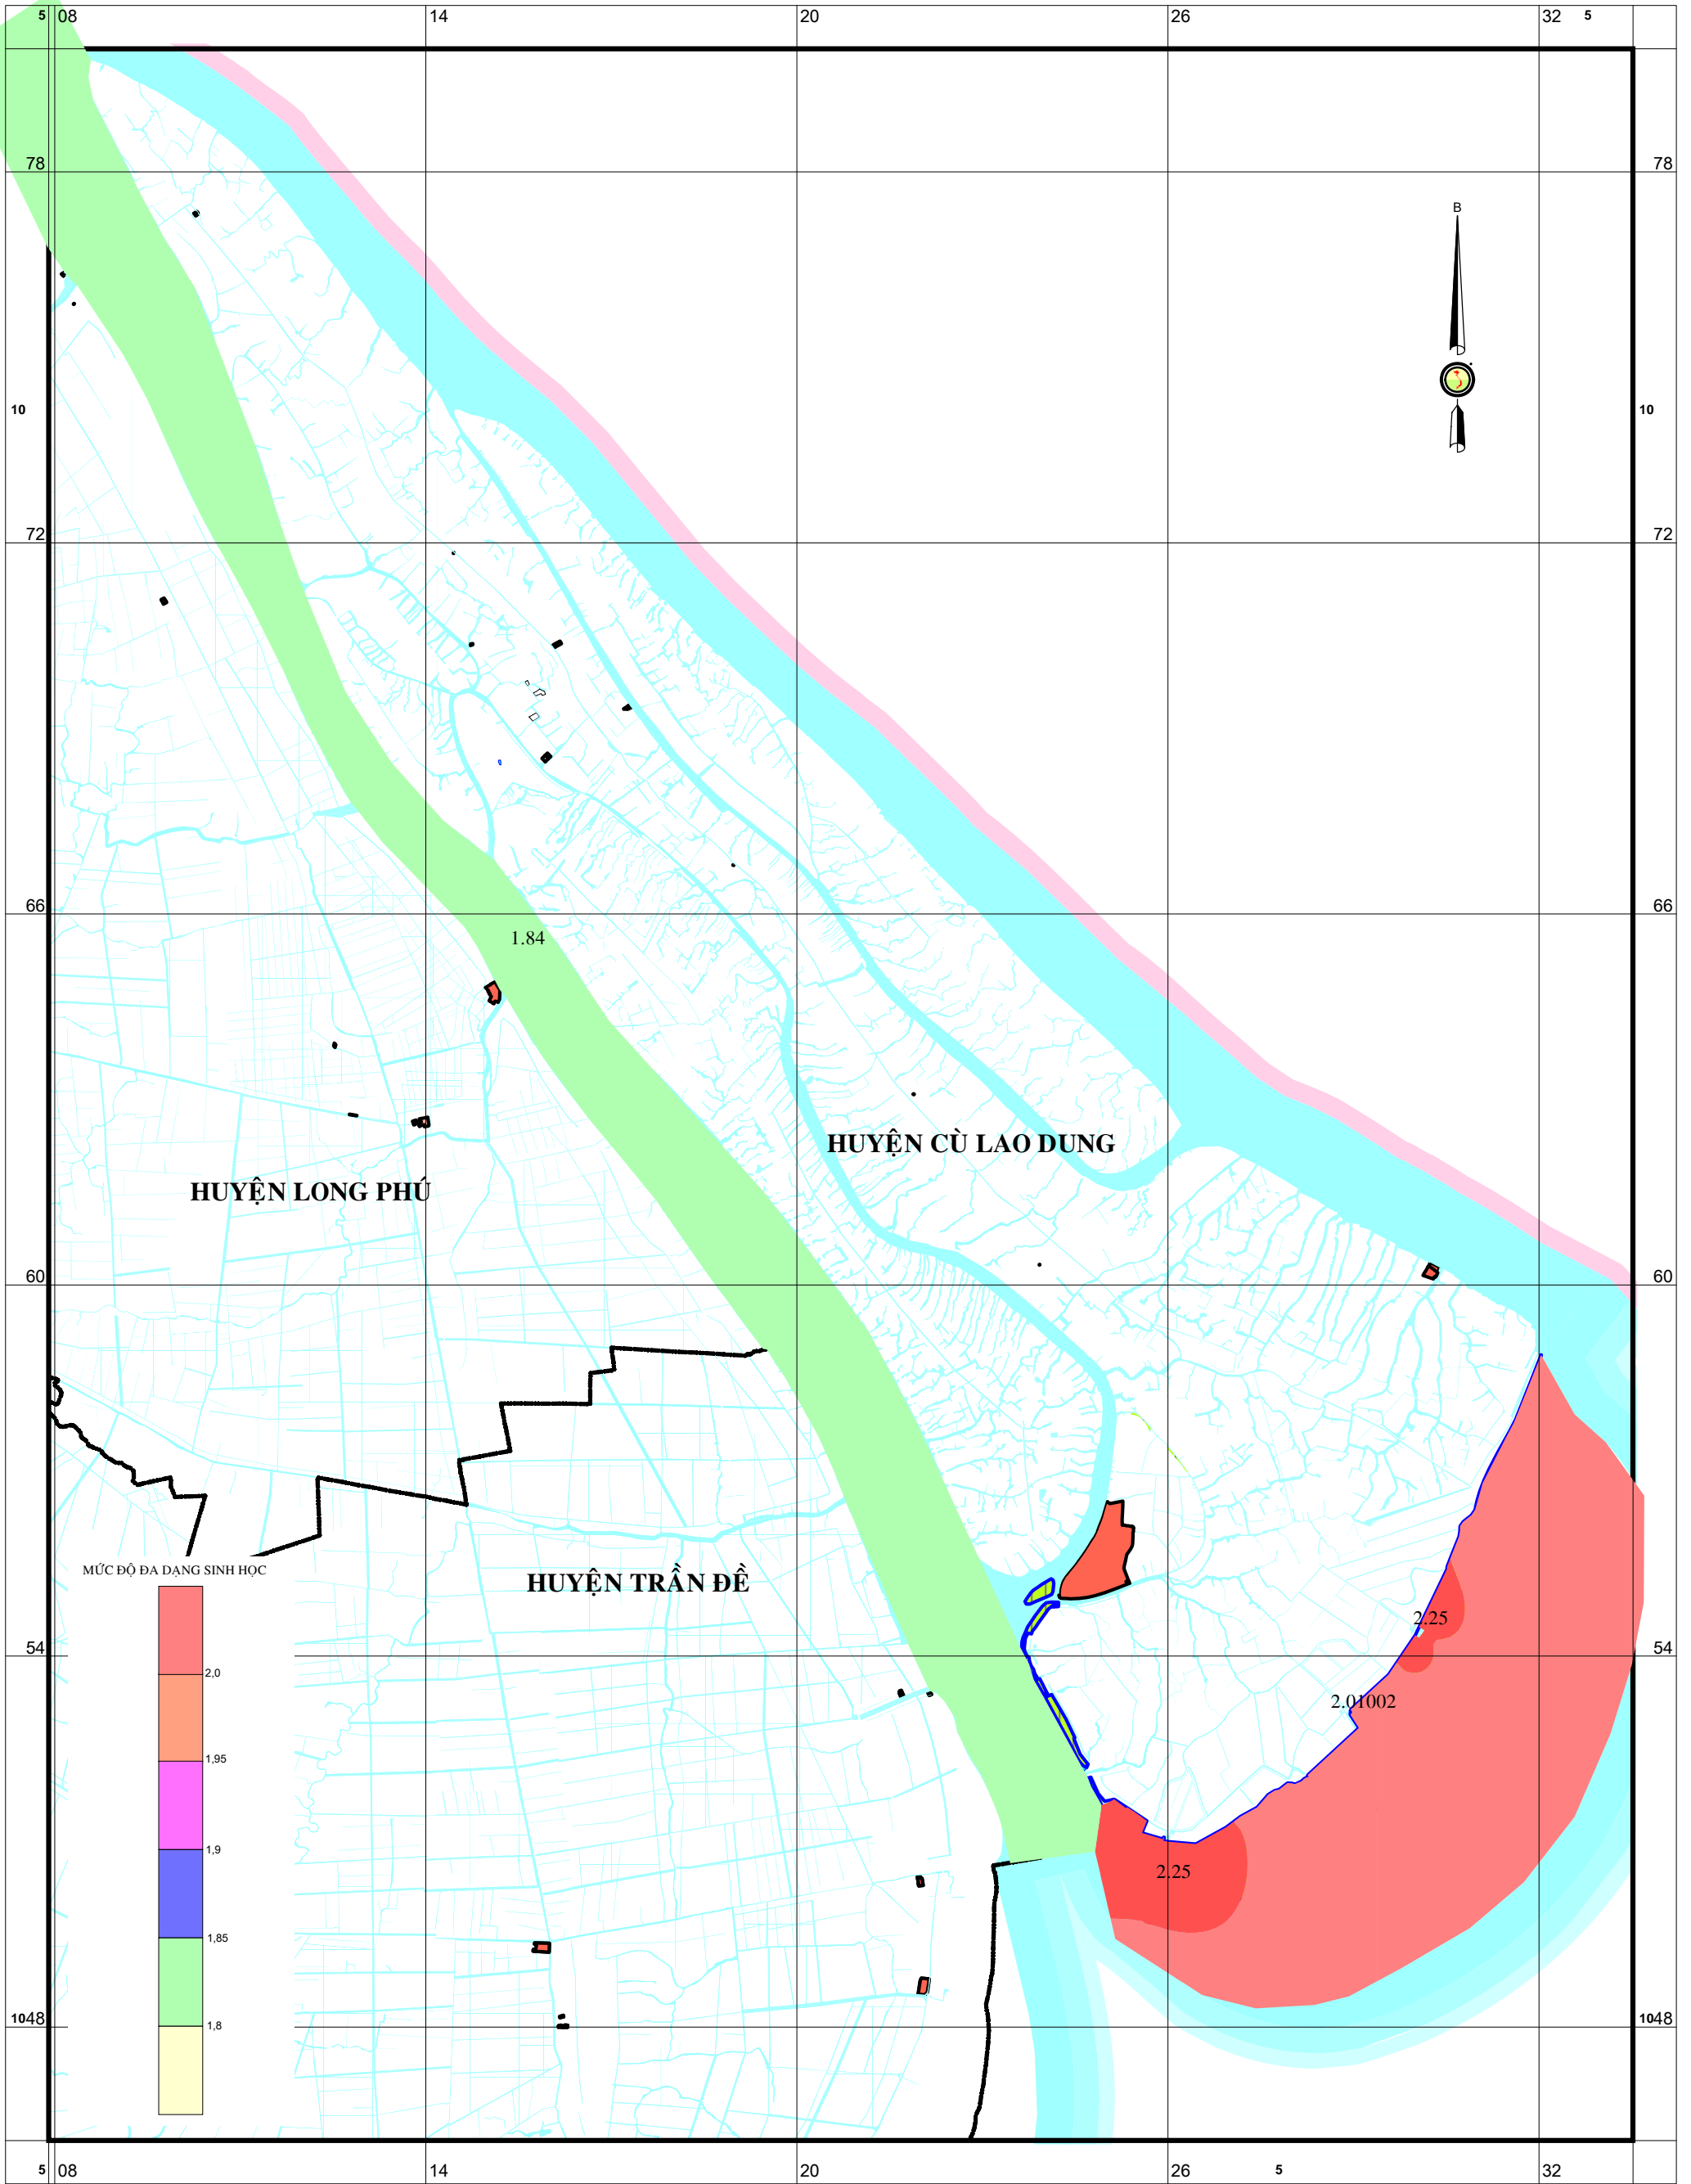 5 08 14 20 26 32 5
78 78
B
10 10
72 72
66 66
1.84
HUYỆN CÙ LAO DUNG
HUYỆN LONG PHÚ
60 60
MỨC ĐỘ ĐA DẠNG SINH HỌC
HUYỆN TRẦN ĐỀ
2.25
54 54
2,0
2.01002
1,95
1,9
2.25
1,85
1,8
1048 1048
5 08 14 20 26 5 32